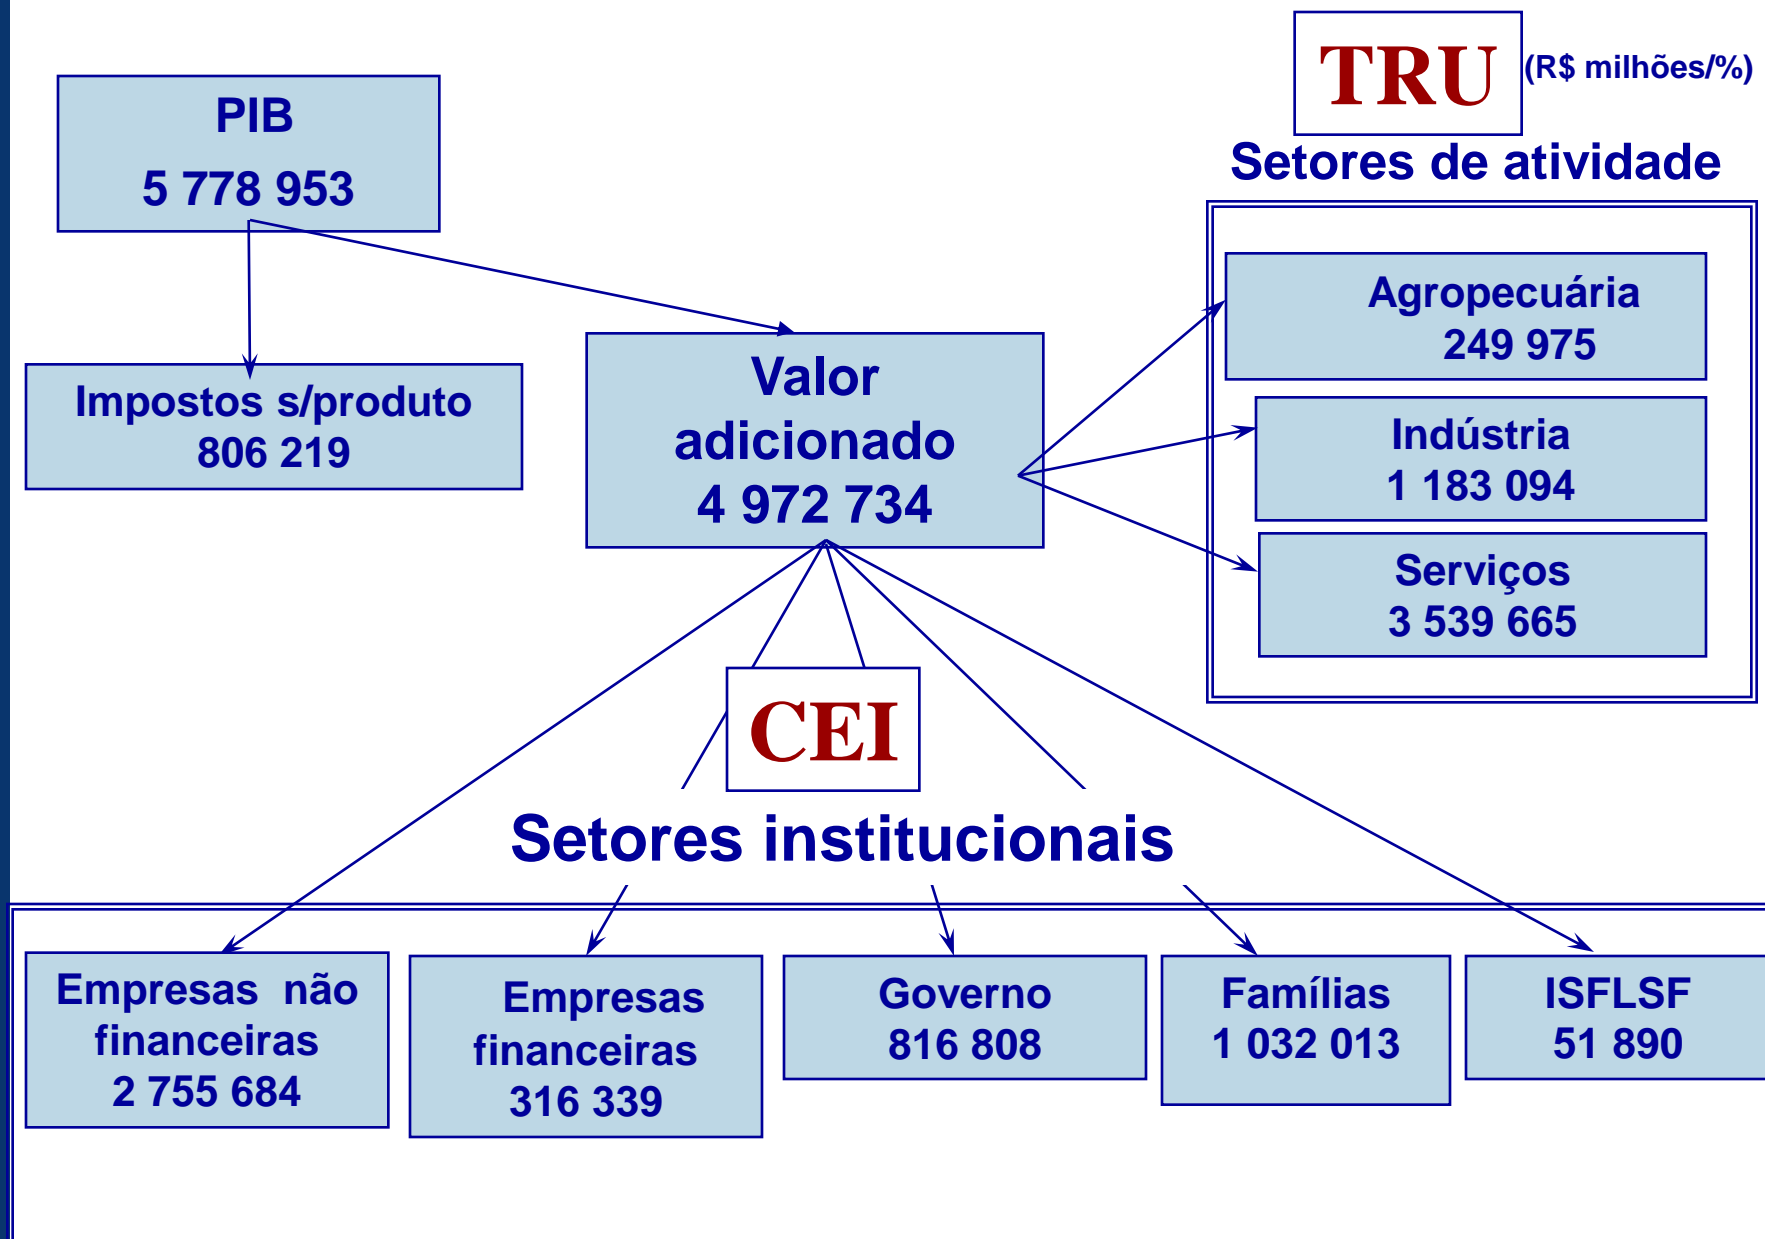 TRU
(R$ milhões/%)
PIB
5 778 953
Setores de atividade
Agropecuária
249 975
Impostos s/produto
806 219
Valor
adicionado
4 972 734
Indústria
1 183 094
Serviços
3 539 665
CEI
Setores institucionais
Empresas não
financeiras
2 755 684
Empresas
financeiras
316 339
Governo
816 808
Famílias
1 032 013
ISFLSF
51 890